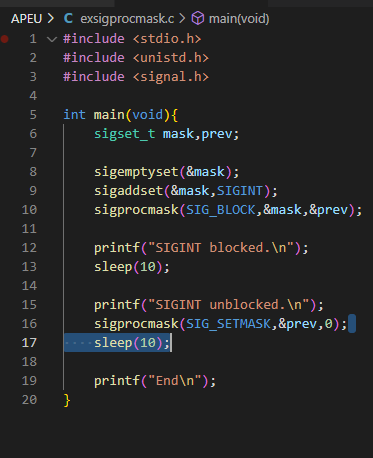 APEU > C exsigprocmask.c > main(void)
1 #include <stdio.h>
2 #include <unistd.h>
3 #include <signal.h>
4
5 int main(void){
6     sigset_t mask,prev;
7
8     sigemptyset(&mask);
9     sigaddset(&mask,SIGINT);
10     sigprocmask(SIG_BLOCK,&mask,&prev);
11
12     printf("SIGINT blocked.\n");
13     sleep(10);
14
15     printf("SIGINT unblocked.\n");
16     sigprocmask(SIG_SETMASK,&prev,0);
17     sleep(10);
18
19     printf("End\n");
20 }